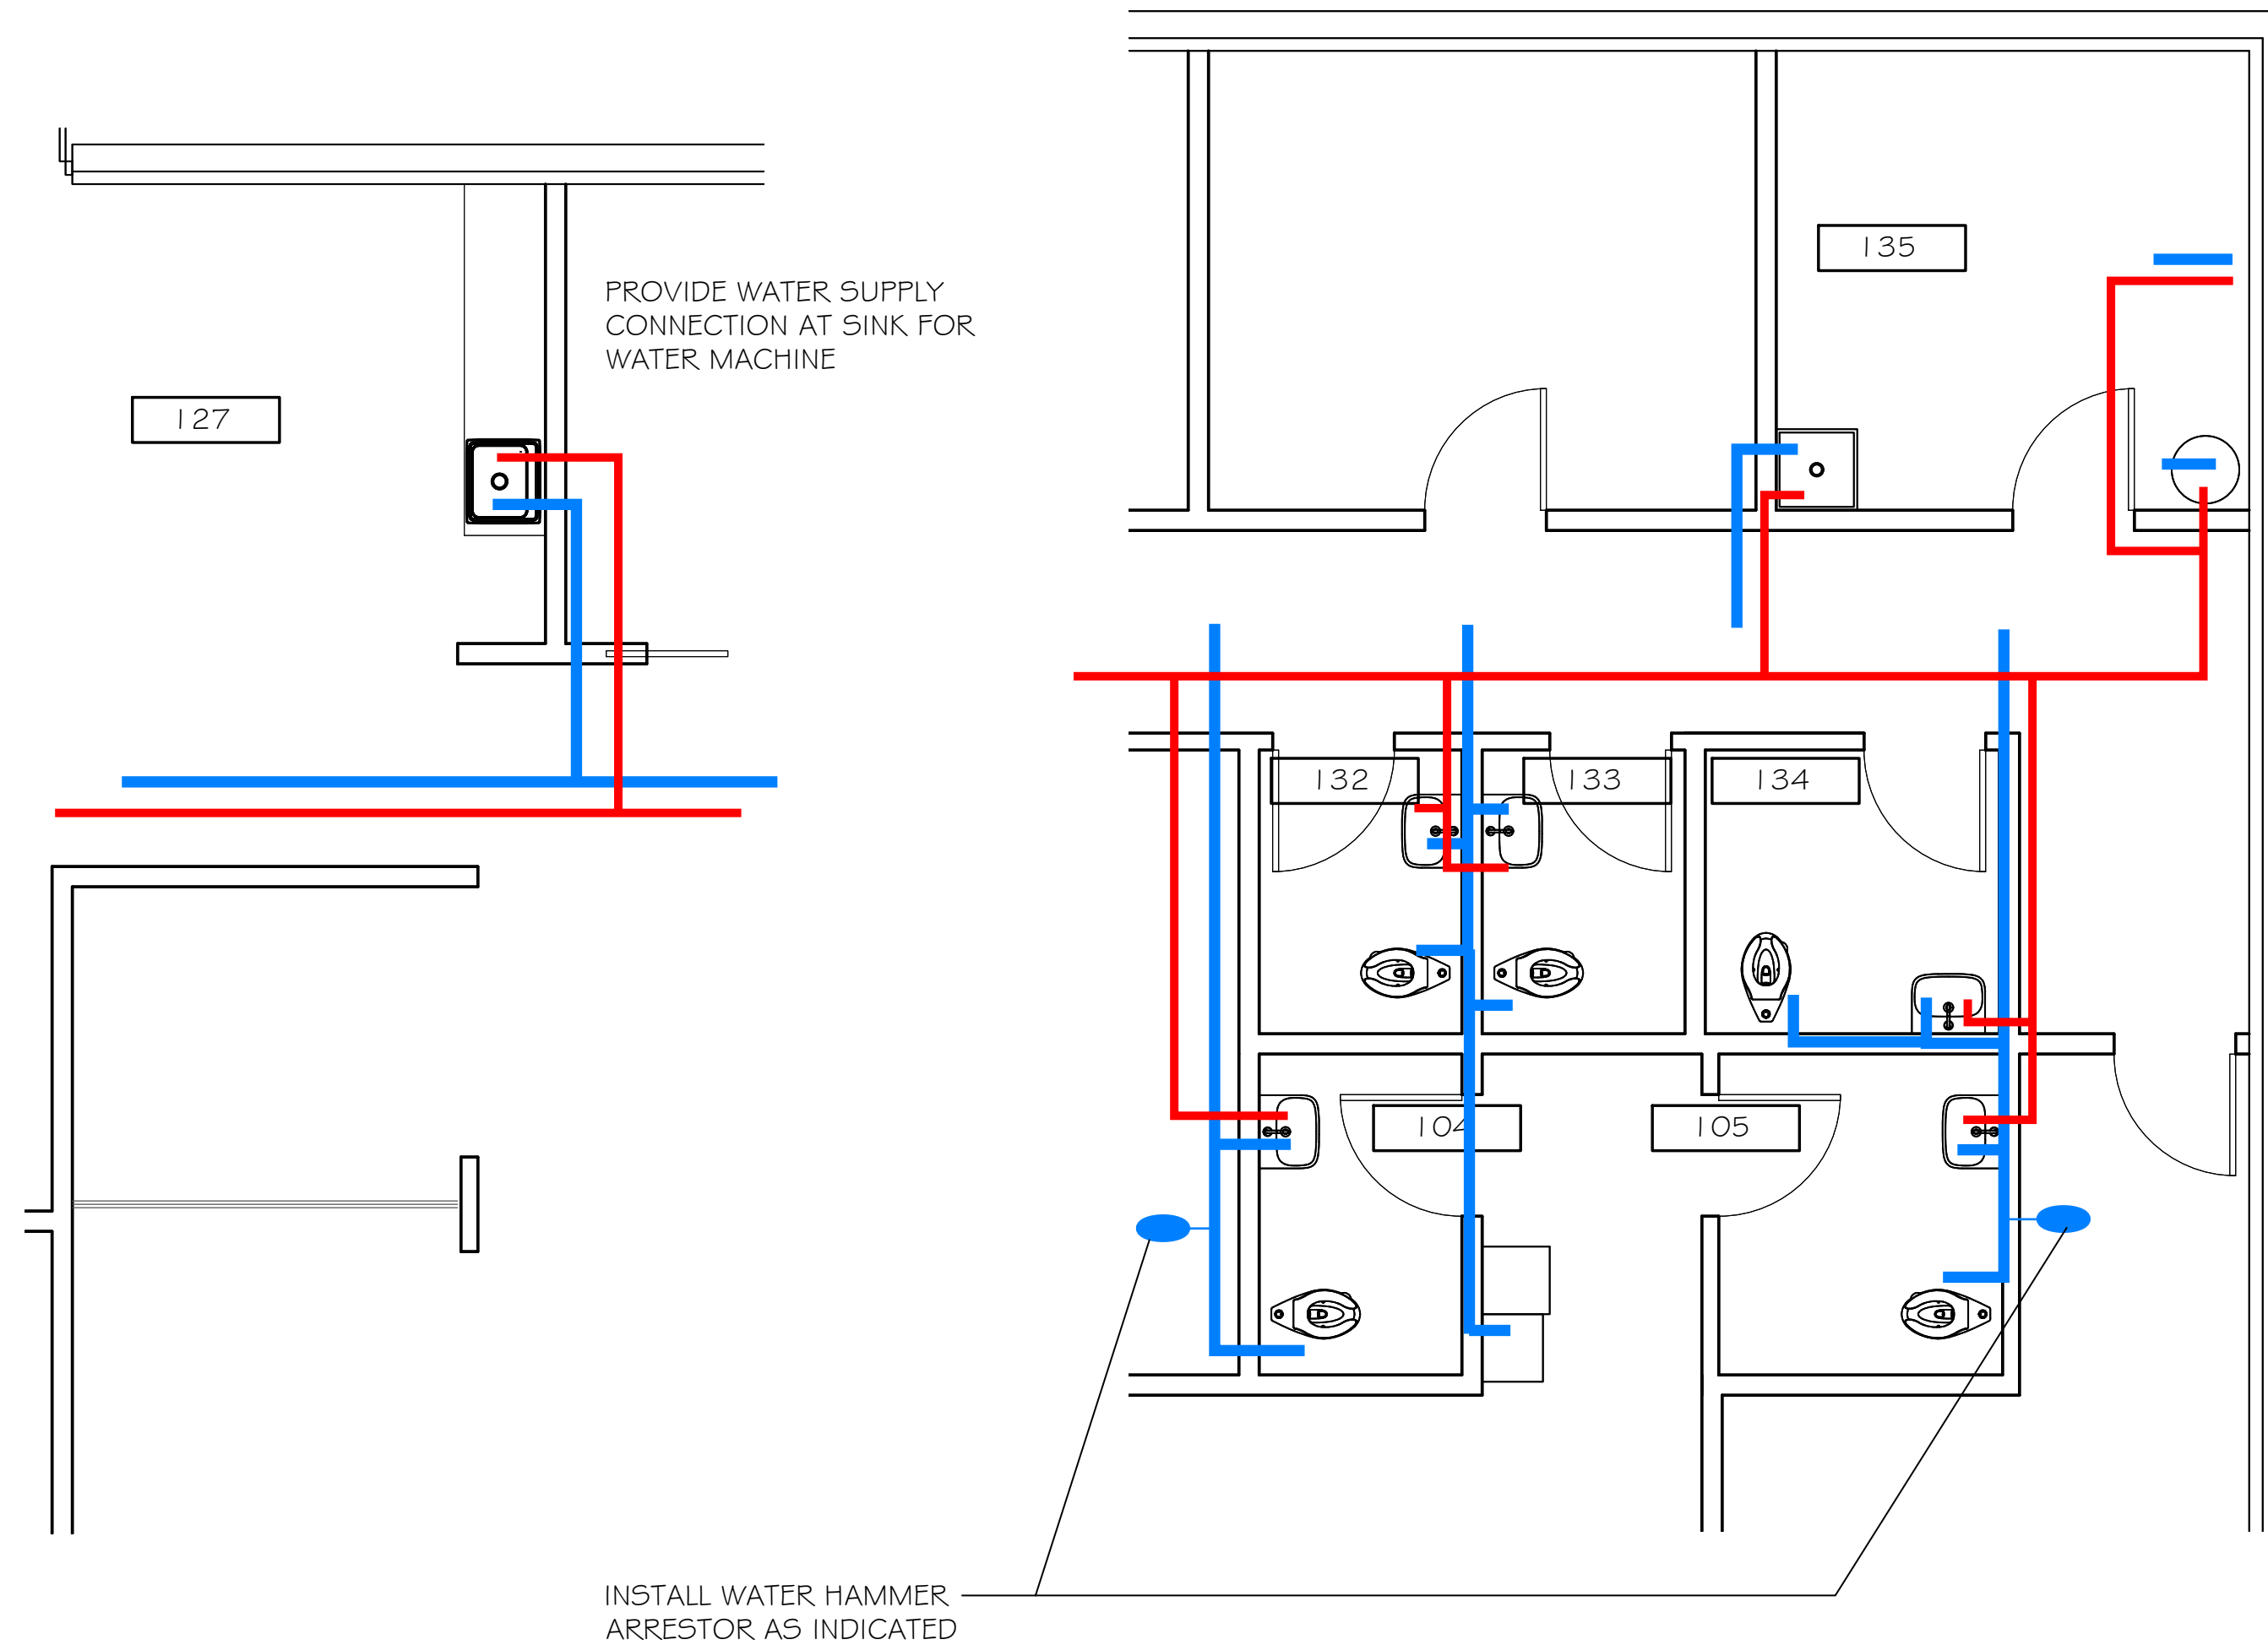 135
PROVIDE WATER SUPPLY
CONNECTION AT SINK FOR
WATER MACHINE
127
132
133
134
104
105
INSTALL WATER HAMMER
ARRESTOR AS INDICATED